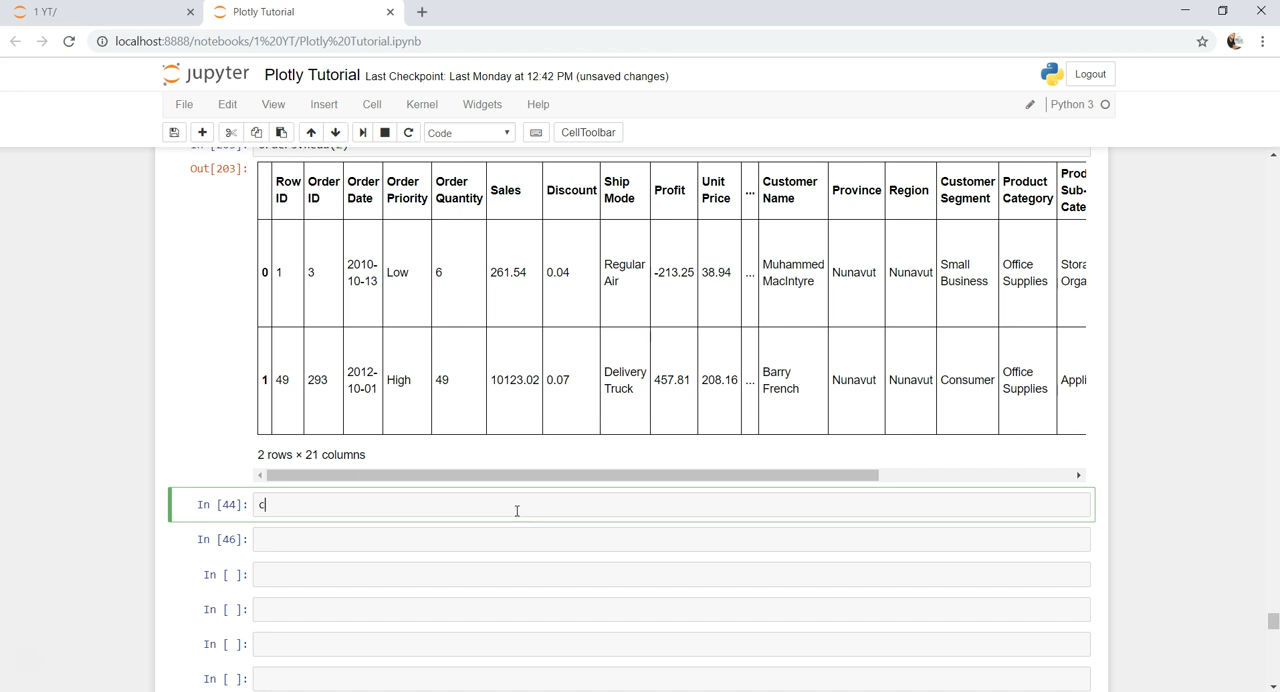 1 YT/
Plotly Tutorial
localhost:8888/notebooks/1%20YT/Plotly%20Tutorial.ipynb
jupyter Plotly Tutorial Last Checkpoint: Last Monday at 12:42 PM (unsaved changes)
Logout
File Edit View Insert Cell Kernel Widgets Help
Python 3
Code
CellToolbar
Out[203]:
Row ID Order ID Order Date Order Priority Order Quantity Sales Discount Ship Mode Profit Unit Price ... Customer Name Province Region Customer Segment Product Category Prod Sub- Cate
0 1 3 2010-10-13 Low 6 261.54 0.04 Regular Air -213.25 38.94 ... Muhammed MacIntyre Nunavut Nunavut Small Business Office Supplies Stora Orga
1 49 293 2012-10-01 High 49 10123.02 0.07 Delivery Truck 457.81 208.16 ... Barry French Nunavut Nunavut Consumer Office Supplies Appli
2 rows × 21 columns
In [44]: c
In [46]:
In [ ]:
In [ ]:
In [ ]:
In [ ]: